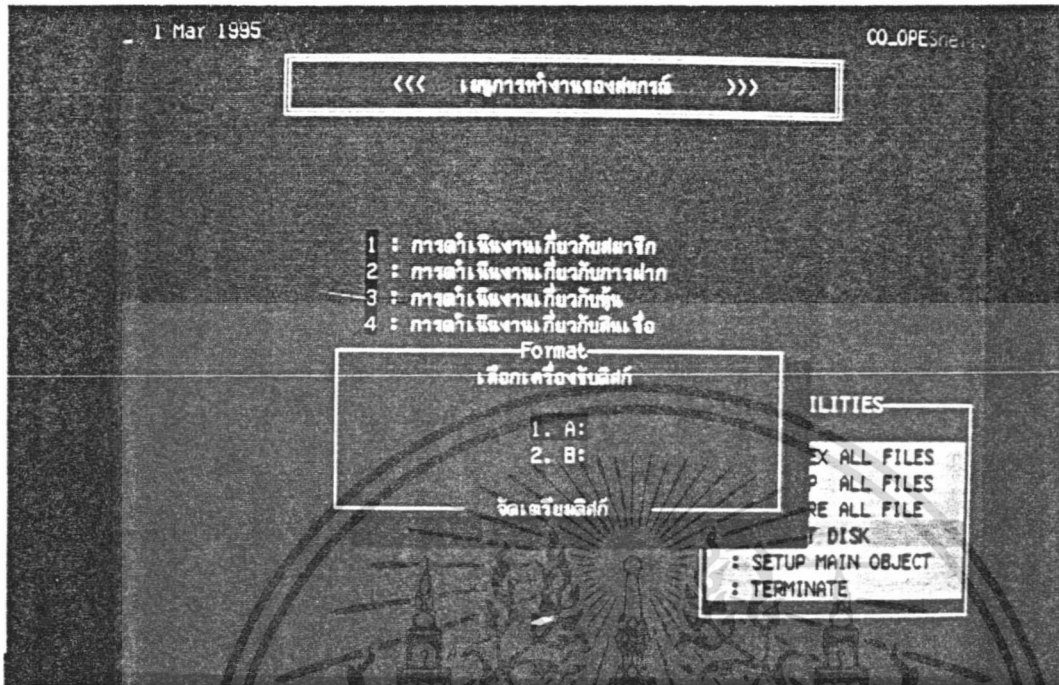 1 Mar 1995
CO_OPEShell
<<< เมนูการทำงานของสหกรณ์ >>>
1 : การดำเนินงานเกี่ยวกับสมาชิก
2 : การดำเนินงานเกี่ยวกับการฝาก
3 : การดำเนินงานเกี่ยวกับหุ้น
4 : การดำเนินงานเกี่ยวกับสินเชื่อ
Format
เลือกเครื่องขับดิสก์
1. A:
2. B:
จัดเตรียมดิสก์
ILITIES
EX ALL FILES
P ALL FILES
RE ALL FILE
T DISK
: SETUP MAIN OBJECT
: TERMINATE